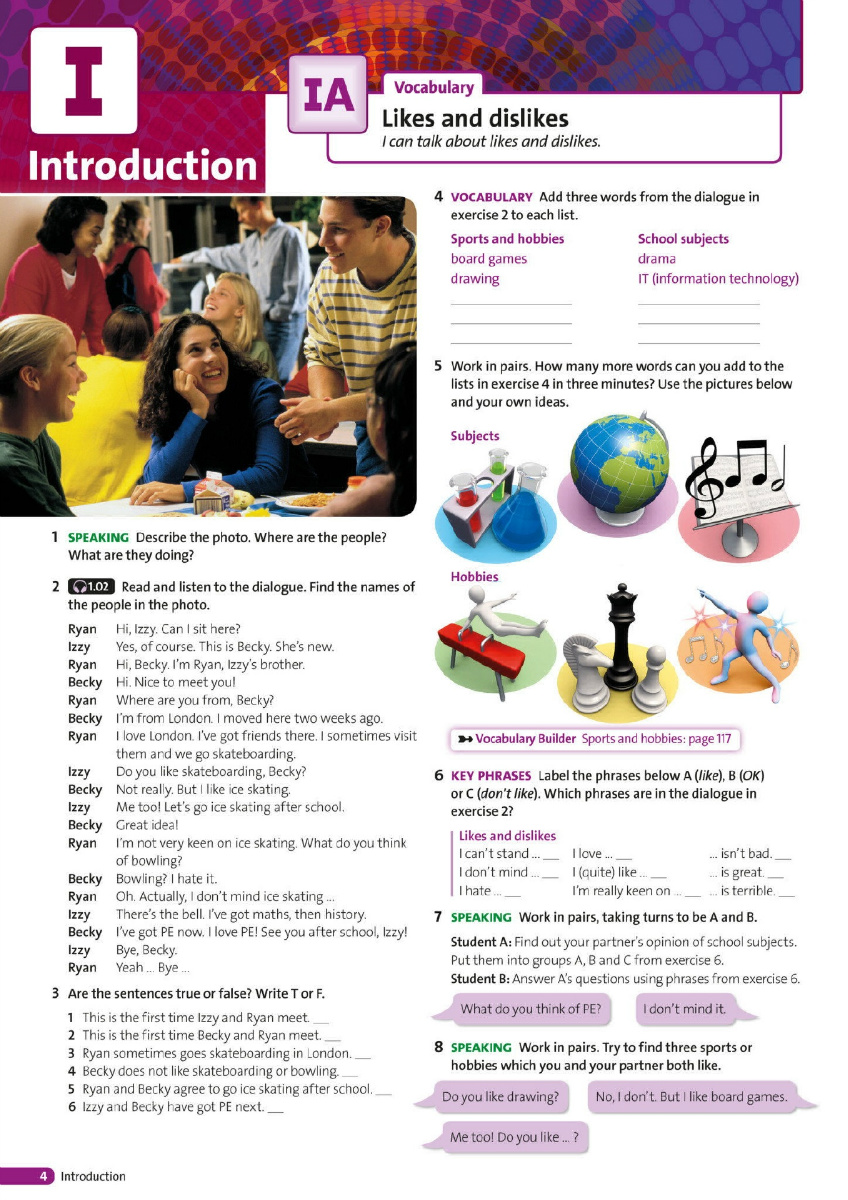 I
Introduction
IA
Vocabulary
Likes and dislikes
I can talk about likes and dislikes.
1 SPEAKING Describe the photo. Where are the people?
What are they doing?
2 1.02 Read and listen to the dialogue. Find the names of
the people in the photo.
Ryan Hi, Izzy. Can I sit here?
Izzy Yes, of course. This is Becky. She's new.
Ryan Hi, Becky. I'm Ryan, Izzy's brother.
Becky Hi. Nice to meet you!
Ryan Where are you from, Becky?
Becky I'm from London. I moved here two weeks ago.
Ryan I love London. I've got friends there. I sometimes visit
them and we go skateboarding.
Izzy Do you like skateboarding, Becky?
Becky Not really. But I like ice skating.
Izzy Me too! Let's go ice skating after school.
Becky Great idea!
Ryan I'm not very keen on ice skating. What do you think
of bowling?
Becky Bowling? I hate it.
Ryan Oh. Actually, I don't mind ice skating ...
Izzy There's the bell. I've got maths, then history.
Becky I've got PE now. I love PE! See you after school, Izzy!
Izzy Bye, Becky.
Ryan Yeah ... Bye ...
3 Are the sentences true or false? Write T or F.
1 This is the first time Izzy and Ryan meet. __
2 This is the first time Becky and Ryan meet. __
3 Ryan sometimes goes skateboarding in London. __
4 Becky does not like skateboarding or bowling. __
5 Ryan and Becky agree to go ice skating after school. __
6 Izzy and Becky have got PE next. __
4 VOCABULARY Add three words from the dialogue in
exercise 2 to each list.
Sports and hobbies School subjects
board games drama
drawing IT (information technology)
5 Work in pairs. How many more words can you add to the
lists in exercise 4 in three minutes? Use the pictures below
and your own ideas.
Subjects
Hobbies
Vocabulary Builder Sports and hobbies: page 117
6 KEY PHRASES Label the phrases below A (like), B (OK)
or C (don't like). Which phrases are in the dialogue in
exercise 2?
Likes and dislikes
I can't stand ... __ I love ... __ ... isn't bad. __
I don't mind ... __ I (quite) like ... __ ... is great. __
I hate ... __ I'm really keen on ... __ ... is terrible. __
7 SPEAKING Work in pairs, taking turns to be A and B.
Student A: Find out your partner's opinion of school subjects.
Put them into groups A, B and C from exercise 6.
Student B: Answer A's questions using phrases from exercise 6.
What do you think of PE? I don't mind it.
8 SPEAKING Work in pairs. Try to find three sports or
hobbies which you and your partner both like.
Do you like drawing? No, I don't. But I like board games.
Me too! Do you like ... ?
4 Introduction